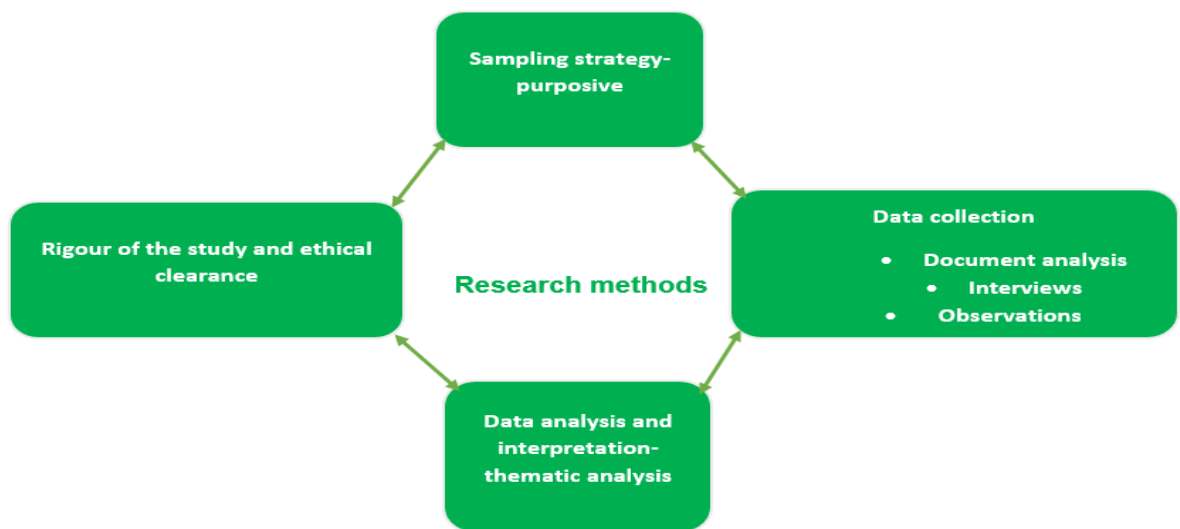 Sampling strategy-
purposive
Rigour of the study and ethical
clearance
Research methods
Data collection
• Document analysis
• Interviews
• Observations
Data analysis and
interpretation-
thematic analysis